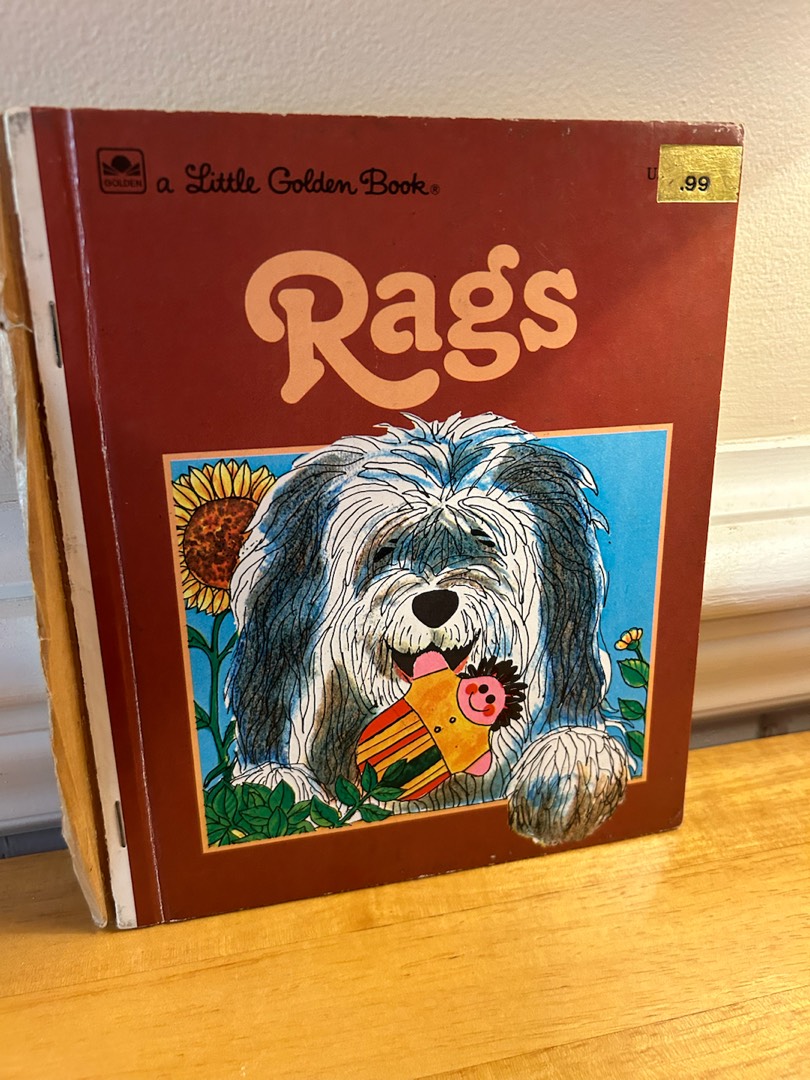 GOLDEN
a Little Golden Book®
.99
Rags